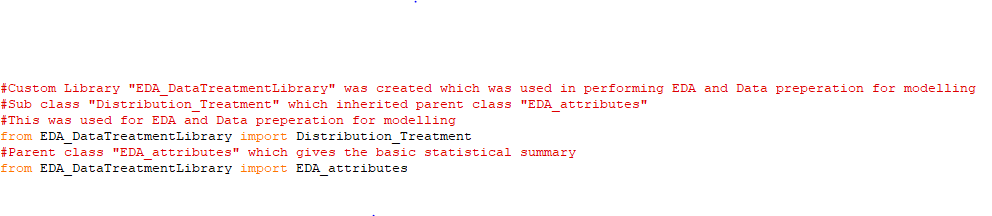 #Custom Library "EDA_DataTreatmentLibrary" was created which was used in performing EDA and Data preperation for modelling
#Sub class "Distribution_Treatment" which inherited parent class "EDA_attributes"
#This was used for EDA and Data preperation for modelling
from EDA_DataTreatmentLibrary import Distribution_Treatment
#Parent class "EDA_attributes" which gives the basic statistical summary
from EDA_DataTreatmentLibrary import EDA_attributes